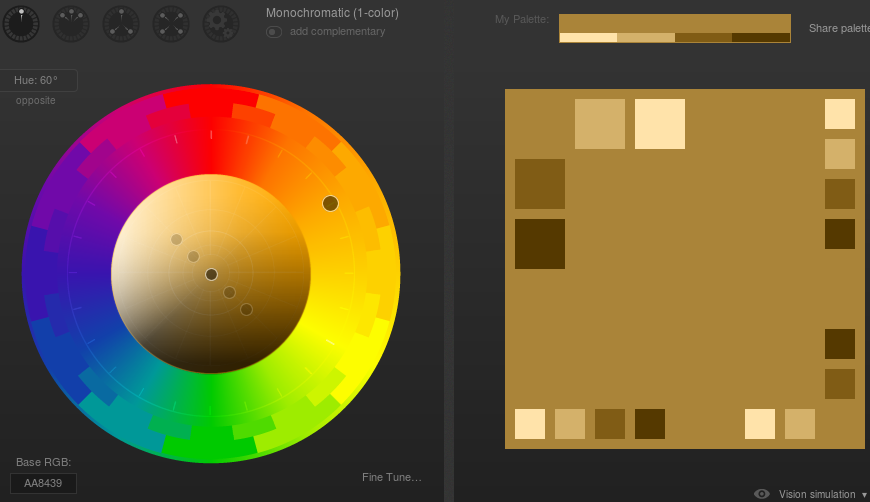 Monochromatic (1-color)
add complementary
My Palette:
Share palette
Hue: 60°
opposite
Base RGB:
AA8439
Fine Tune...
Vision simulation